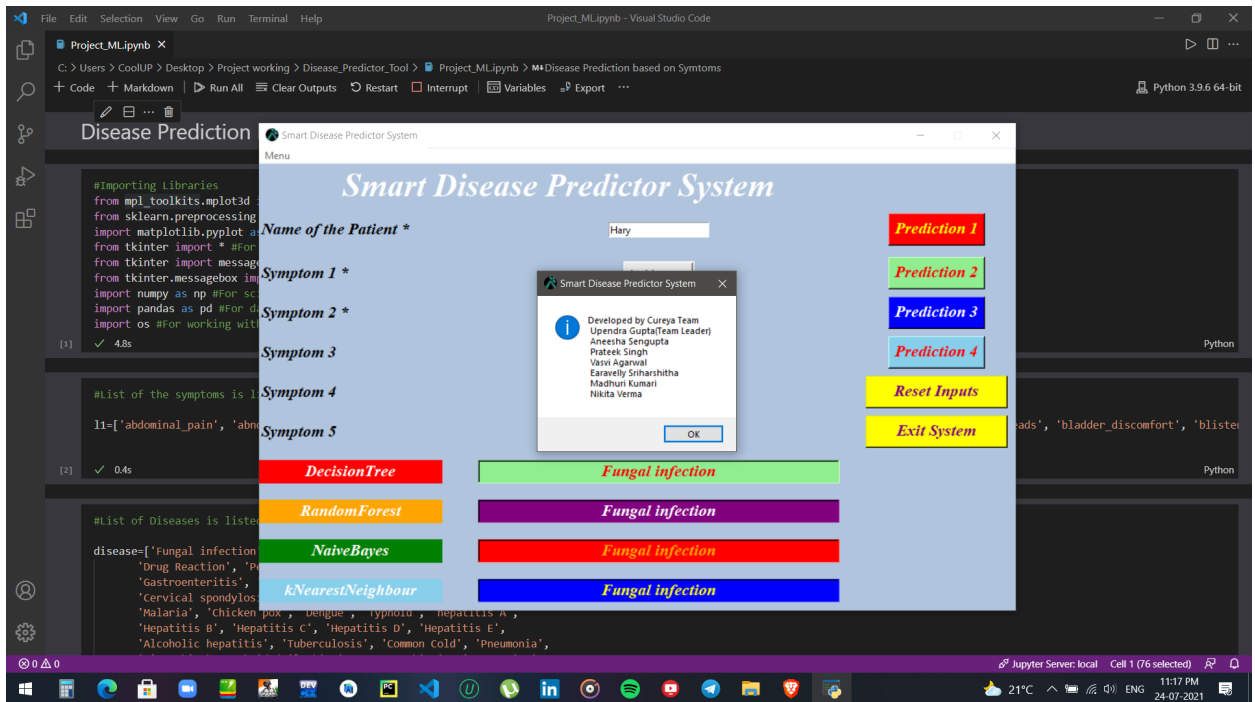 File Edit Selection View Go Run Terminal Help
Project_ML.ipynb - Visual Studio Code
Project_ML.ipynb
C: > Users > CoolUP > Desktop > Project working > Disease_Predictor_Tool > Project_ML.ipynb > M↓Disease Prediction based on Symtoms
+ Code + Markdown | Run All Clear Outputs Restart Interrupt | Variables Export ···
Python 3.9.6 64-bit
Disease Prediction
#Importing Libraries
from mpl_toolkits.mplot3d
from sklearn.preprocessing
import matplotlib.pyplot
from tkinter import * #For
from tkinter import
from tkinter.messagebox
import numpy as np #For
import pandas as pd #For
import os #For working
[1] 4.8s
Python
#List of the symptoms is
l1=['abdominal_pain',
'bladder_discomfort',
[2] 0.4s
Python
#List of Diseases is
disease=['Fungal infection
'Drug Reaction',
'Gastroenteritis',
'Cervical
'Malaria', 'Chicken pox', 'Dengue', 'Typhoid', 'hepatitis A',
'Hepatitis B', 'Hepatitis C', 'Hepatitis D', 'Hepatitis E',
'Alcoholic hepatitis', 'Tuberculosis', 'Common Cold', 'Pneumonia',
Smart Disease Predictor System
Menu
Smart Disease Predictor System
Name of the Patient *
Hary
Prediction 1
Symptom 1 *
Prediction 2
Symptom 2 *
Prediction 3
Symptom 3
Prediction 4
Symptom 4
Reset Inputs
Symptom 5
Exit System
DecisionTree
Fungal infection
RandomForest
Fungal infection
NaiveBayes
Fungal infection
kNearestNeighbour
Fungal infection
Smart Disease Predictor System
Developed by Cureya Team
Upendra Gupta(Team Leader)
Aneesha Sengupta
Prateek Singh
Vasvi Agarwal
Earavelly Sriharshitha
Madhuri Kumari
Nikita Verma
OK
0 0
Jupyter Server: local Cell 1 (76 selected)
21°C ENG
11:17 PM
24-07-2021